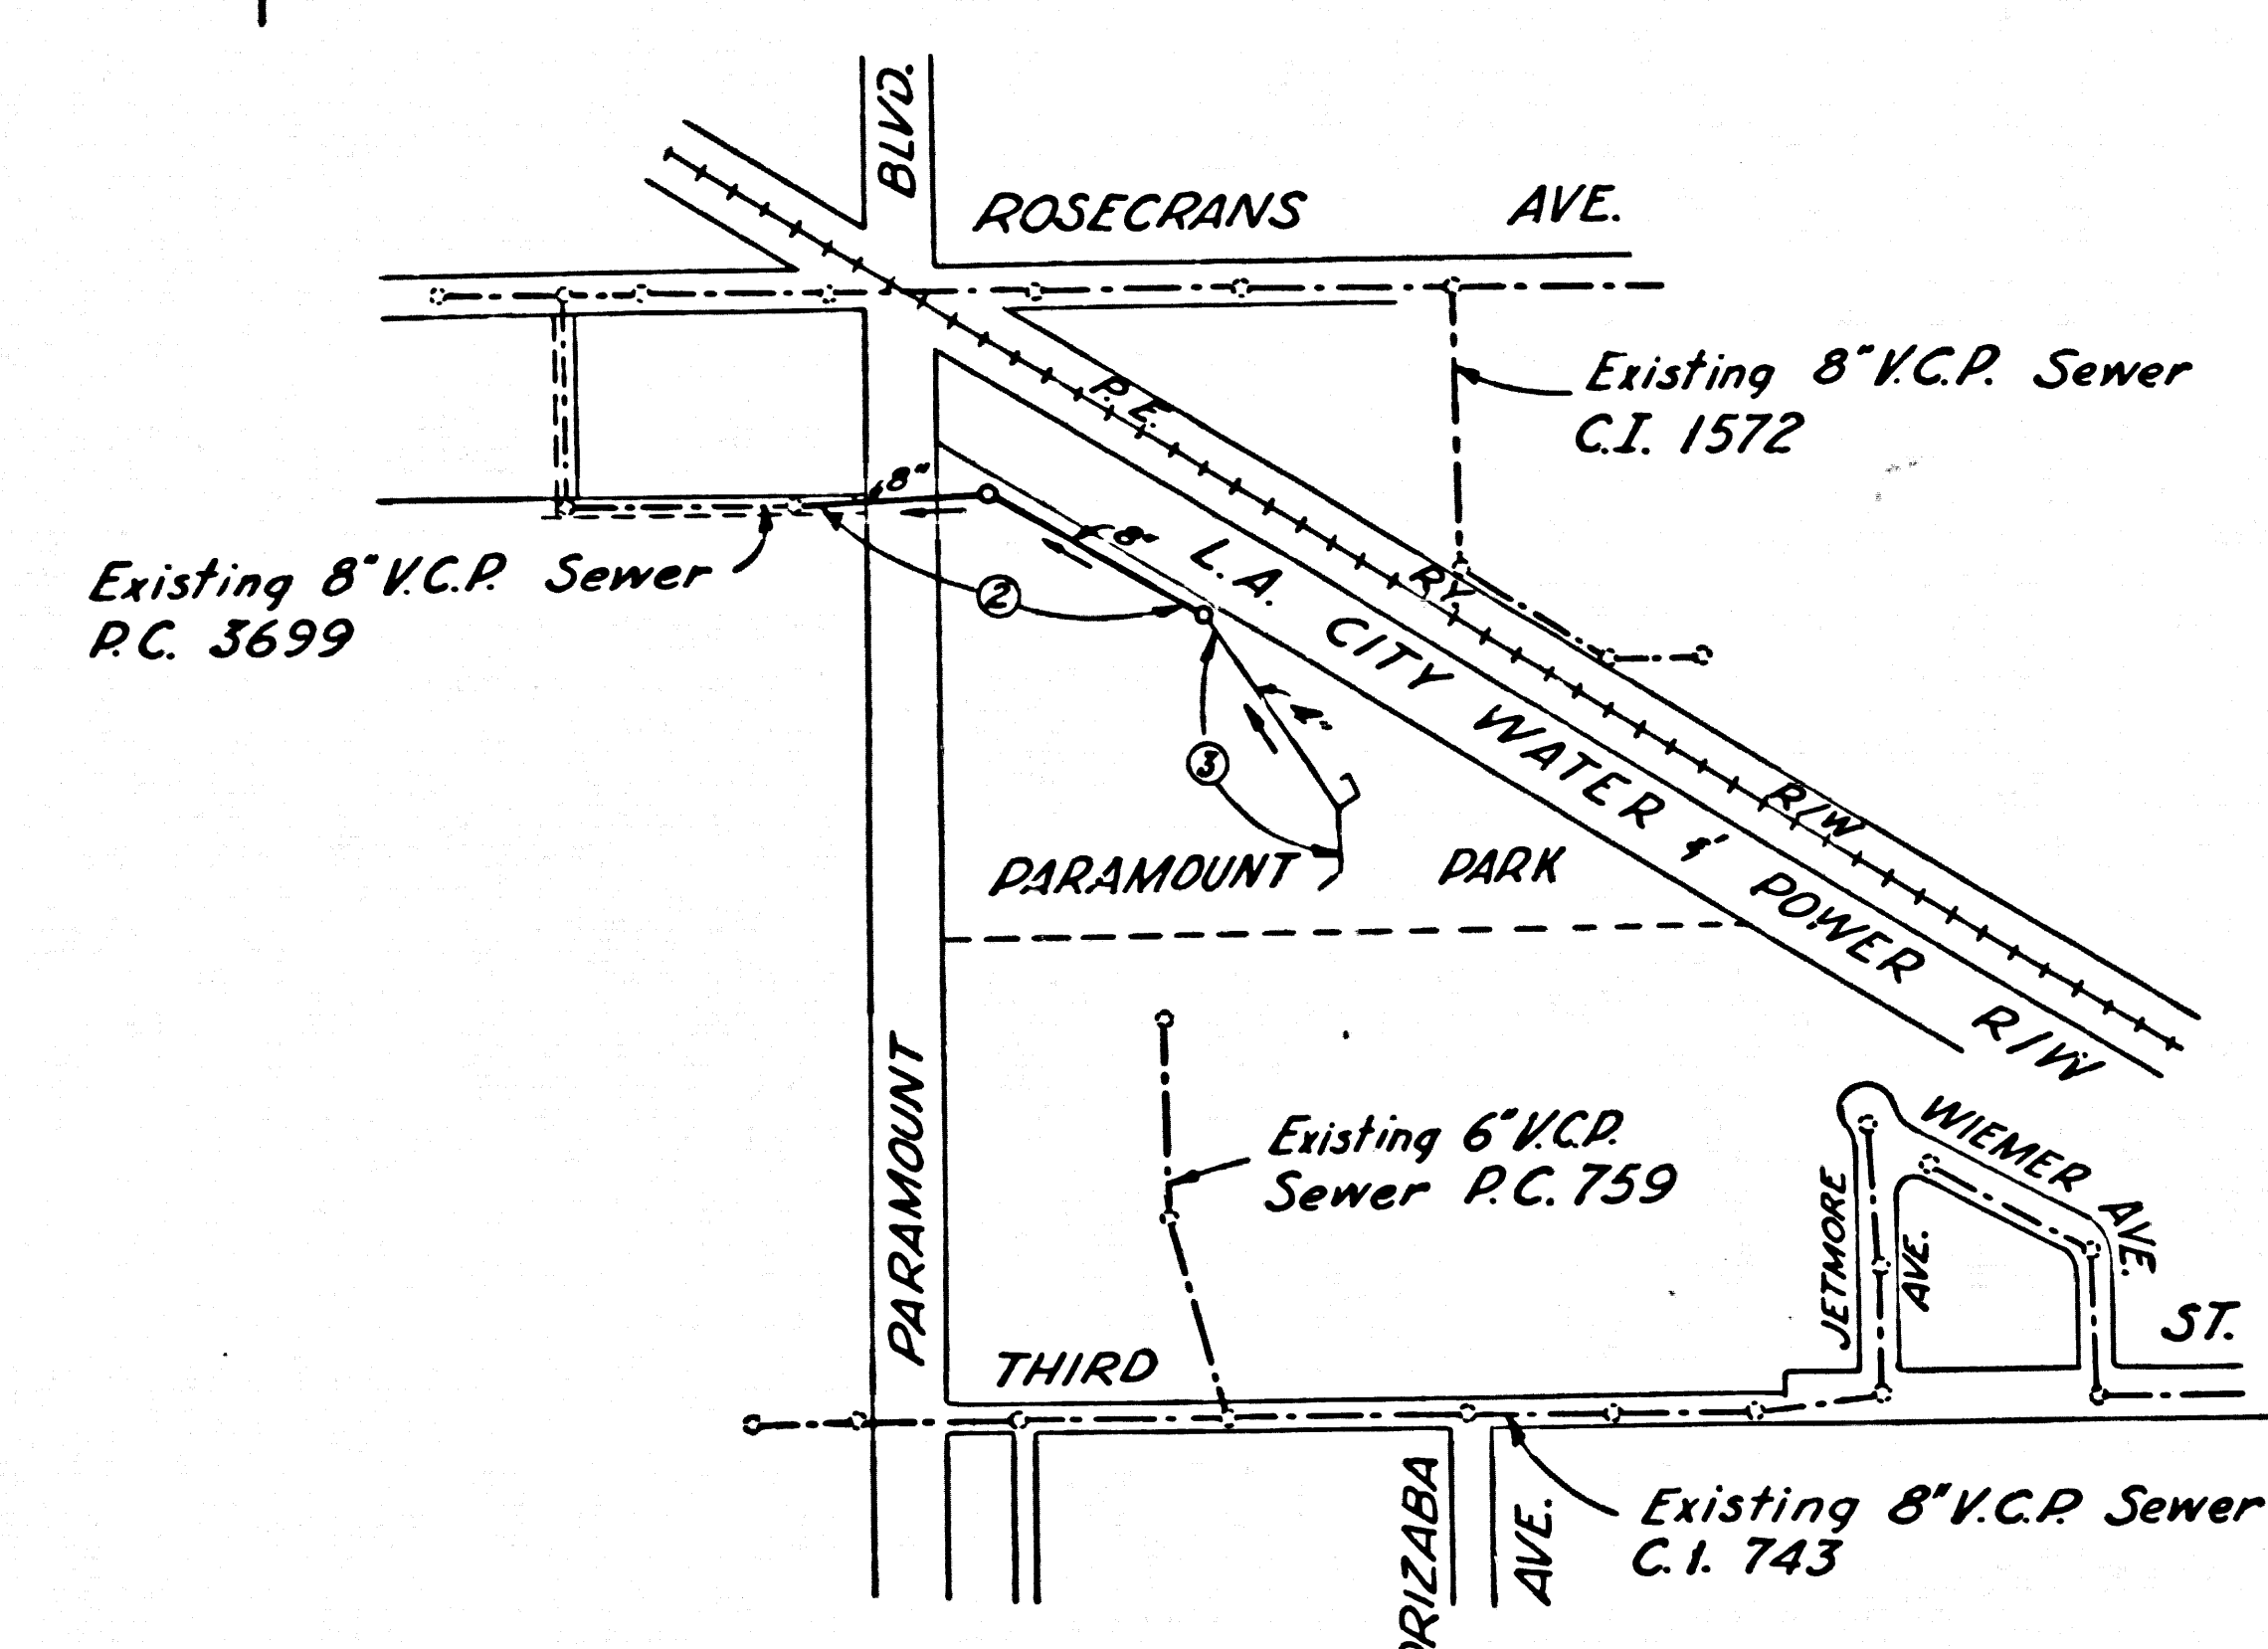 BLVD.
ROSECRANS AVE.
Existing 8" V.C.P. Sewer
C.I. 1572
P.E. RY. R/W
8"
8"
L.A. CITY WATER & POWER R/W
Existing 8" V.C.P. Sewer
P.C. 3699
2
3
PARAMOUNT PARK
PARAMOUNT
Existing 6" V.C.P.
Sewer P.C. 759
WIEMER AVE.
JETMORE AVE.
THIRD ST.
ORIZABA AVE.
Existing 8" V.C.P. Sewer
C.I. 743